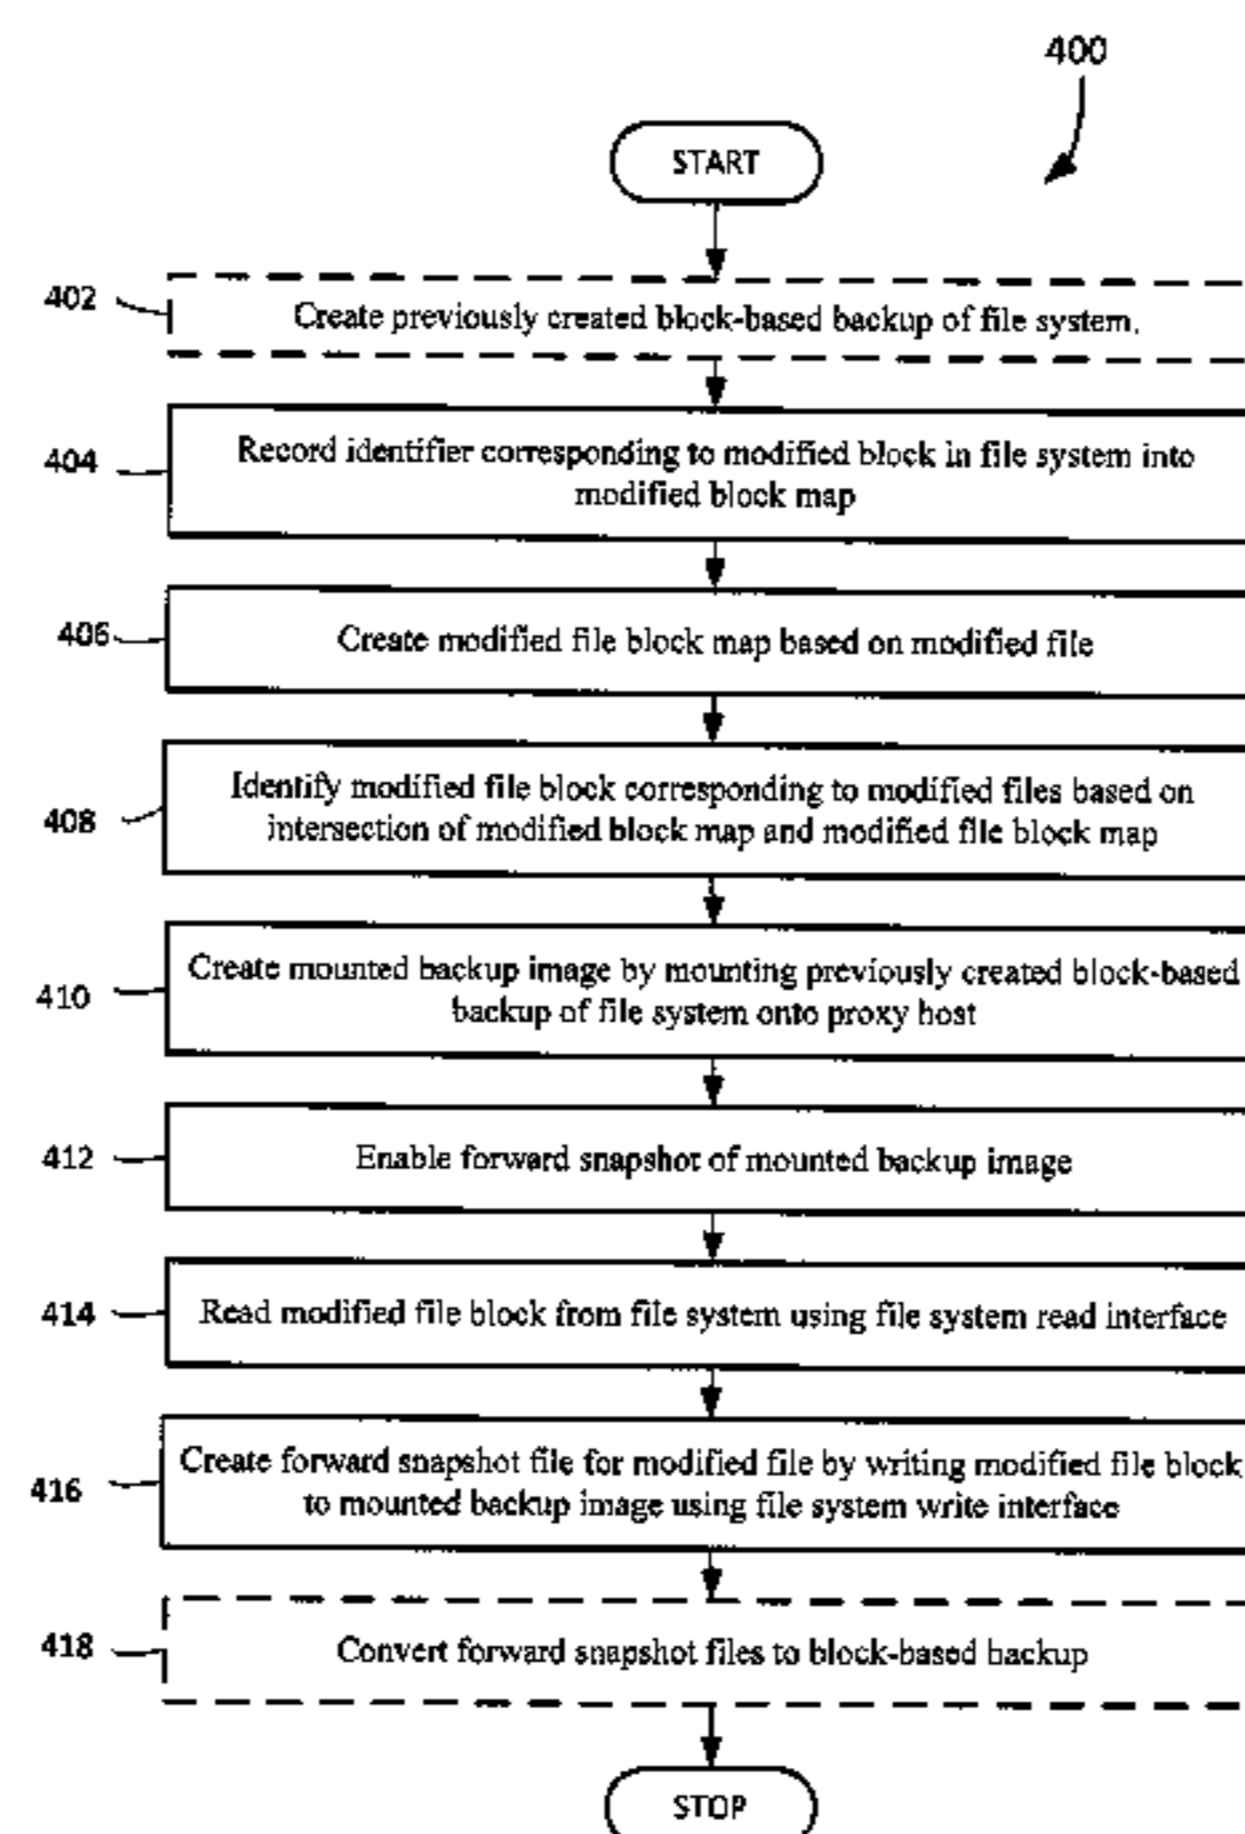 400
START
402
Create previously created block-based backup of file system.
404
Record identifier corresponding to modified block in file system into
modified block map
406
Create modified file block map based on modified file
408
Identify modified file block corresponding to modified files based on
intersection of modified block map and modified file block map
410
Create mounted backup image by mounting previously created block-based
backup of file system onto proxy host
412
Enable forward snapshot of mounted backup image
414
Read modified file block from file system using file system read interface
416
Create forward snapshot file for modified file by writing modified file block
to mounted backup image using file system write interface
418
Convert forward snapshot files to block-based backup
STOP